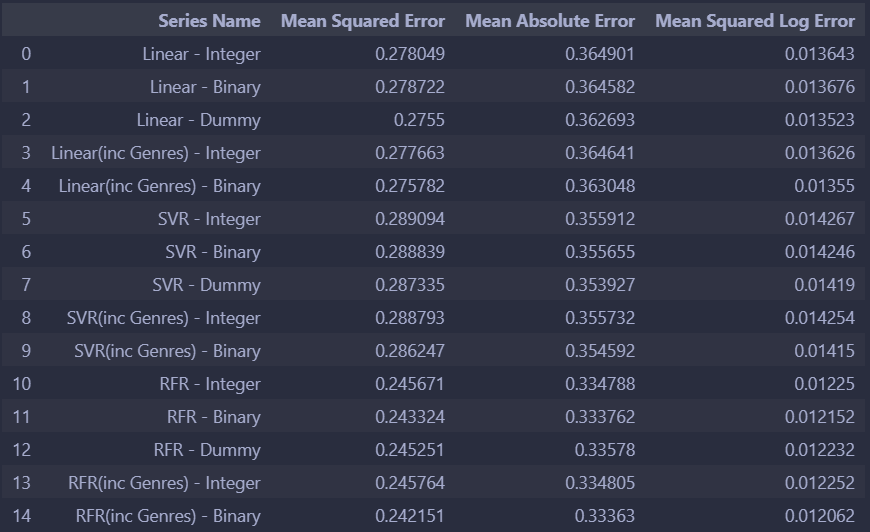 Series Name Mean Squared Error Mean Absolute Error Mean Squared Log Error
0 Linear - Integer 0.278049 0.364901 0.013643
1 Linear - Binary 0.278722 0.364582 0.013676
2 Linear - Dummy 0.2755 0.362693 0.013523
3 Linear(inc Genres) - Integer 0.277663 0.364641 0.013626
4 Linear(inc Genres) - Binary 0.275782 0.363048 0.01355
5 SVR - Integer 0.289094 0.355912 0.014267
6 SVR - Binary 0.288839 0.355655 0.014246
7 SVR - Dummy 0.287335 0.353927 0.01419
8 SVR(inc Genres) - Integer 0.288793 0.355732 0.014254
9 SVR(inc Genres) - Binary 0.286247 0.354592 0.01415
10 RFR - Integer 0.245671 0.334788 0.01225
11 RFR - Binary 0.243324 0.333762 0.012152
12 RFR - Dummy 0.245251 0.33578 0.012232
13 RFR(inc Genres) - Integer 0.245764 0.334805 0.012252
14 RFR(inc Genres) - Binary 0.242151 0.33363 0.012062